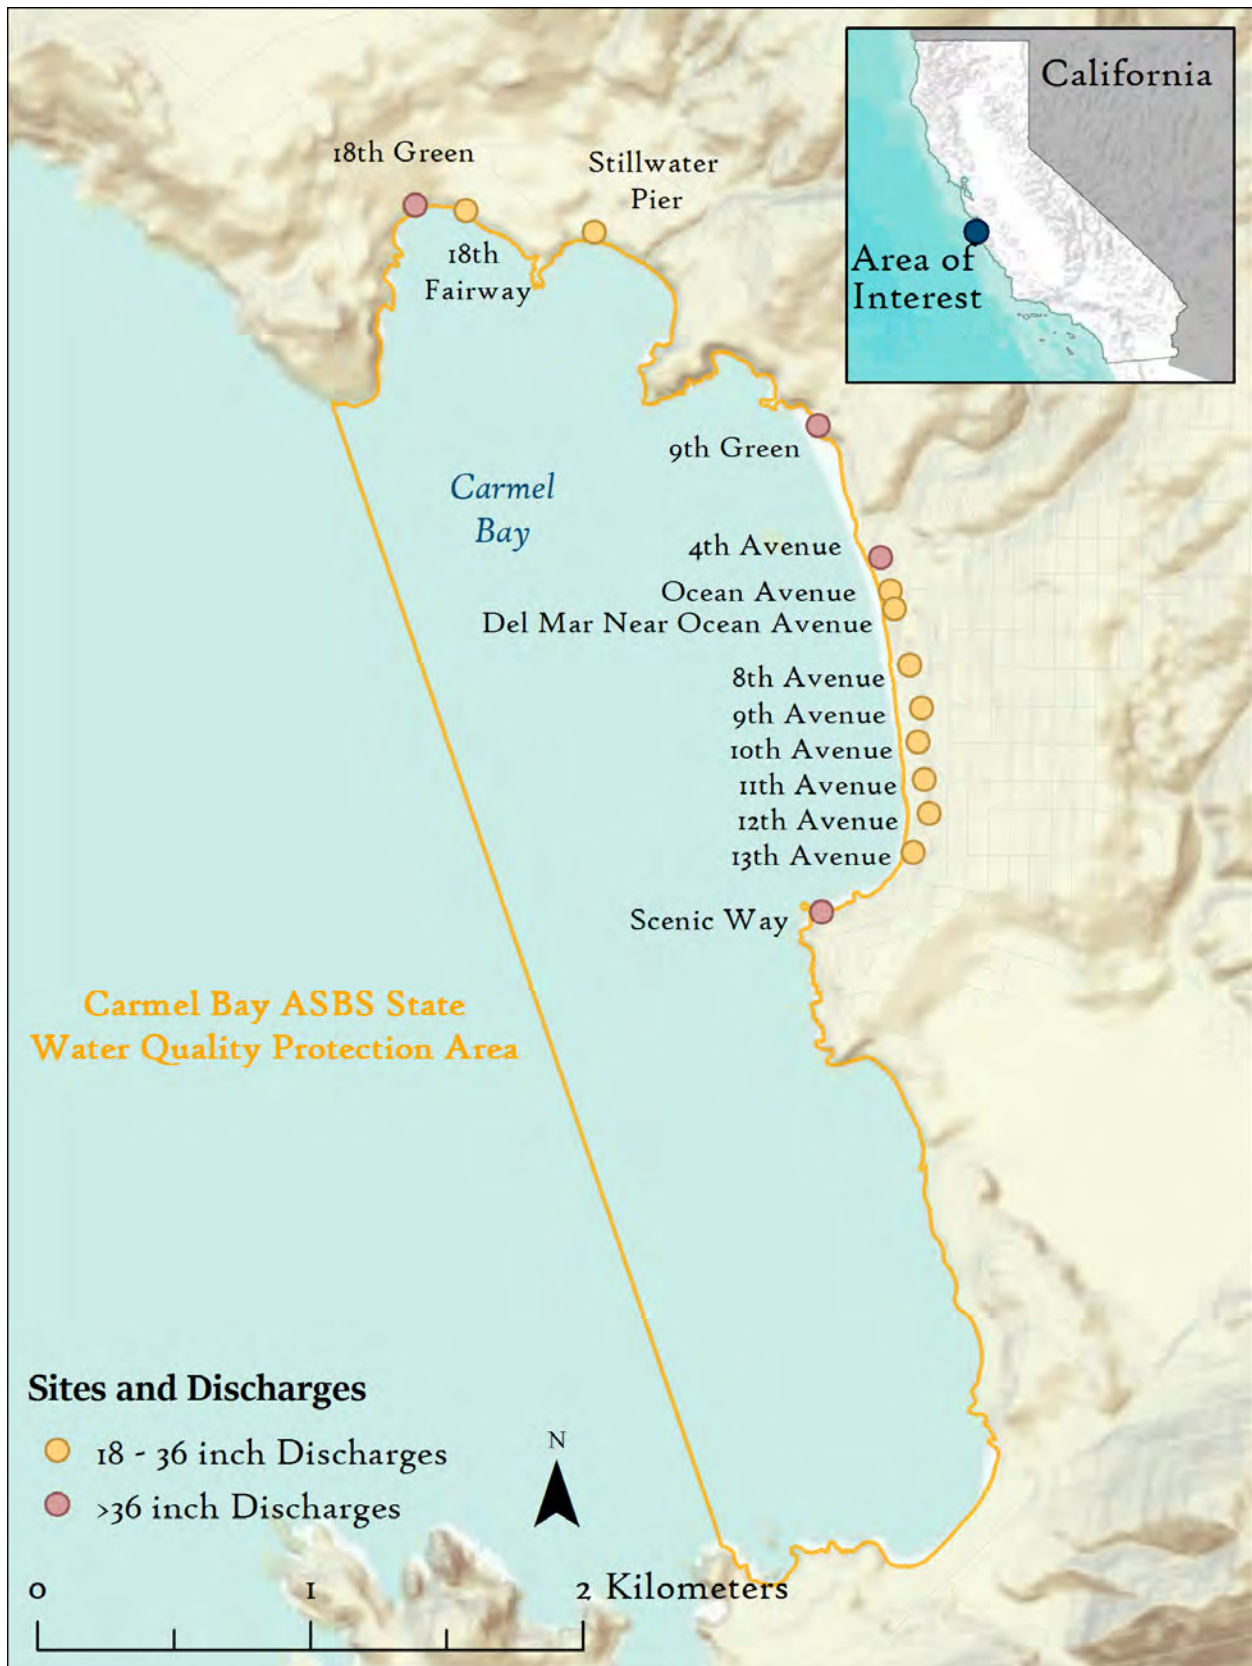 California
Area of
Interest
18th Green
Stillwater
Pier
18th
Fairway
9th Green
Carmel
Bay
4th Avenue
Ocean Avenue
Del Mar Near Ocean Avenue
8th Avenue
9th Avenue
10th Avenue
11th Avenue
12th Avenue
13th Avenue
Scenic Way
Carmel Bay ASBS State
Water Quality Protection Area
Sites and Discharges
18 - 36 inch Discharges
>36 inch Discharges
N
0 1 2 Kilometers